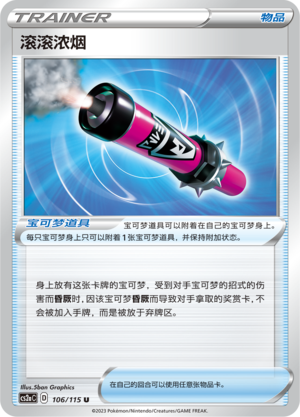 TRAINER 物品
滚滚浓烟
宝可梦道具 宝可梦道具可以附着在自己的宝可梦身上。
每只宝可梦身上只可以附着1张宝可梦道具，并保持附加状态。
身上放有这张卡牌的宝可梦，受到对手宝可梦的招式的伤
害而昏厥时，因该宝可梦昏厥而导致对手拿取的奖赏卡，不
会被加入手牌，而是被放于弃牌区。
Illus.5ban Graphics
CS3aC D 106/115 U
在自己的回合可以使用任意张物品卡。
©2023 Pokémon/Nintendo/Creatures/GAME FREAK.